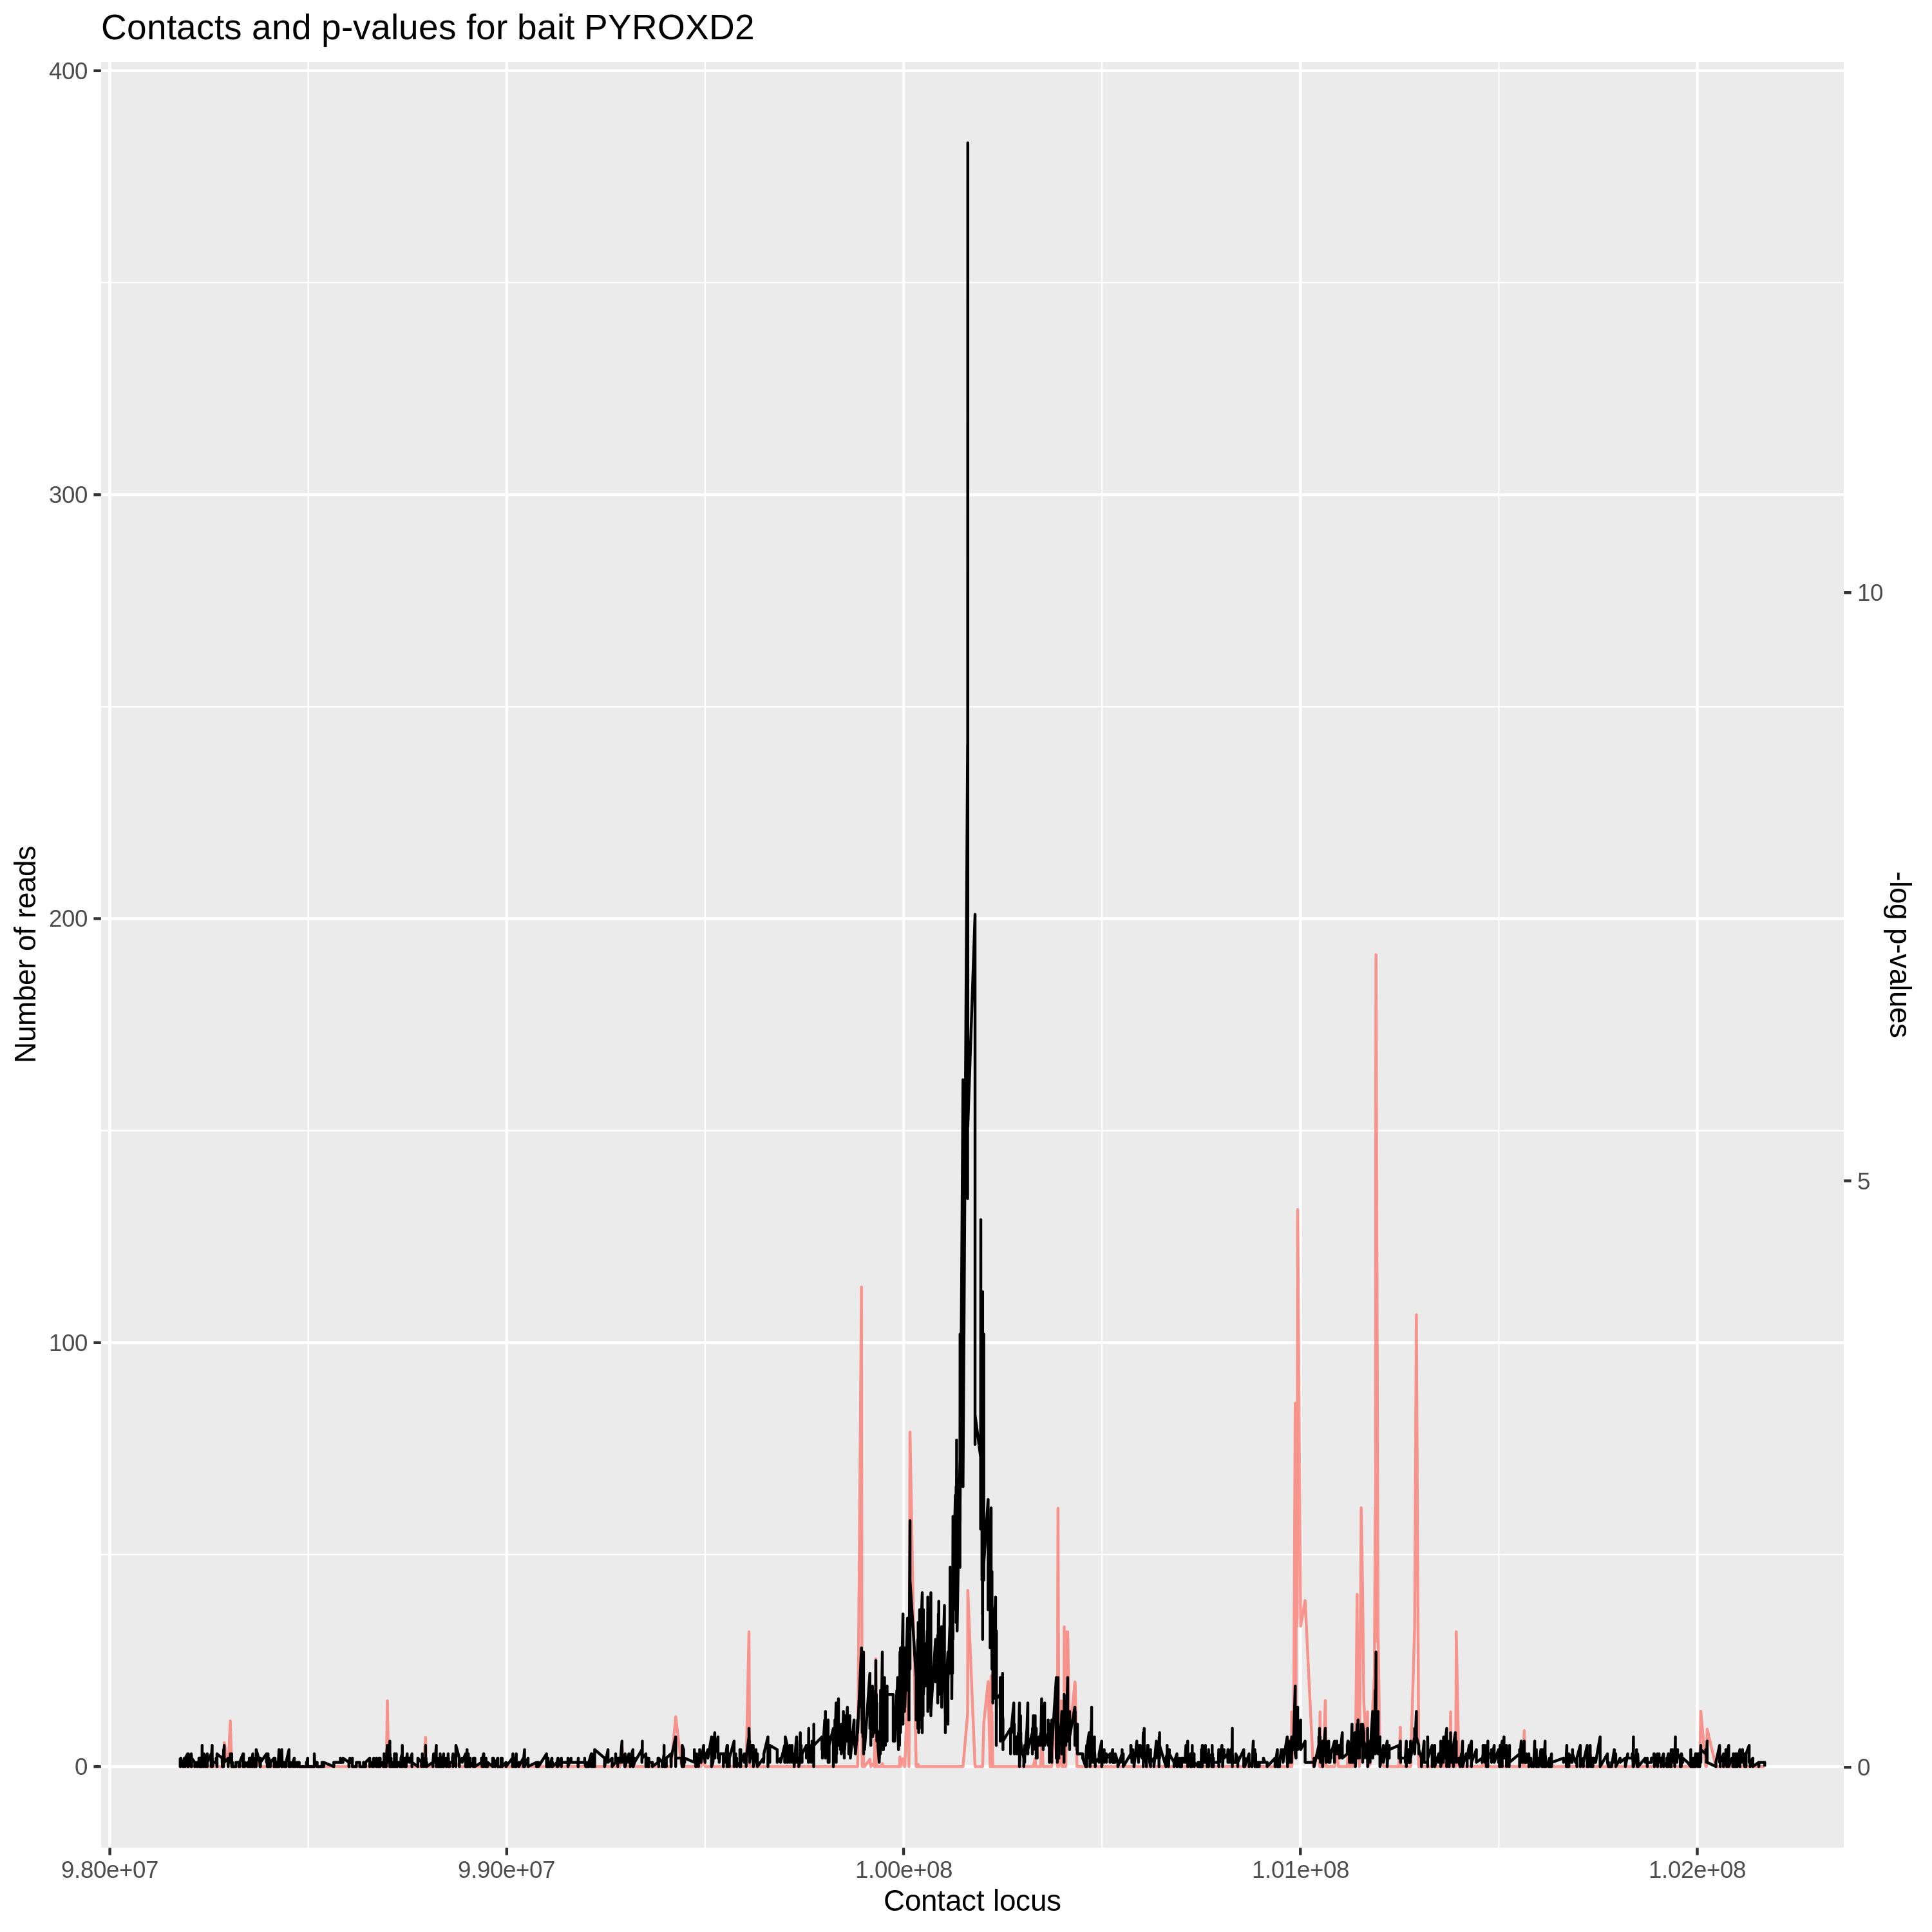 Contacts and p-values for bait PYROXD2
400
300
200
100
0
Number of reads
10
5
0
-log p-values
9.80e+07
9.90e+07
1.00e+08
1.01e+08
1.02e+08
Contact locus